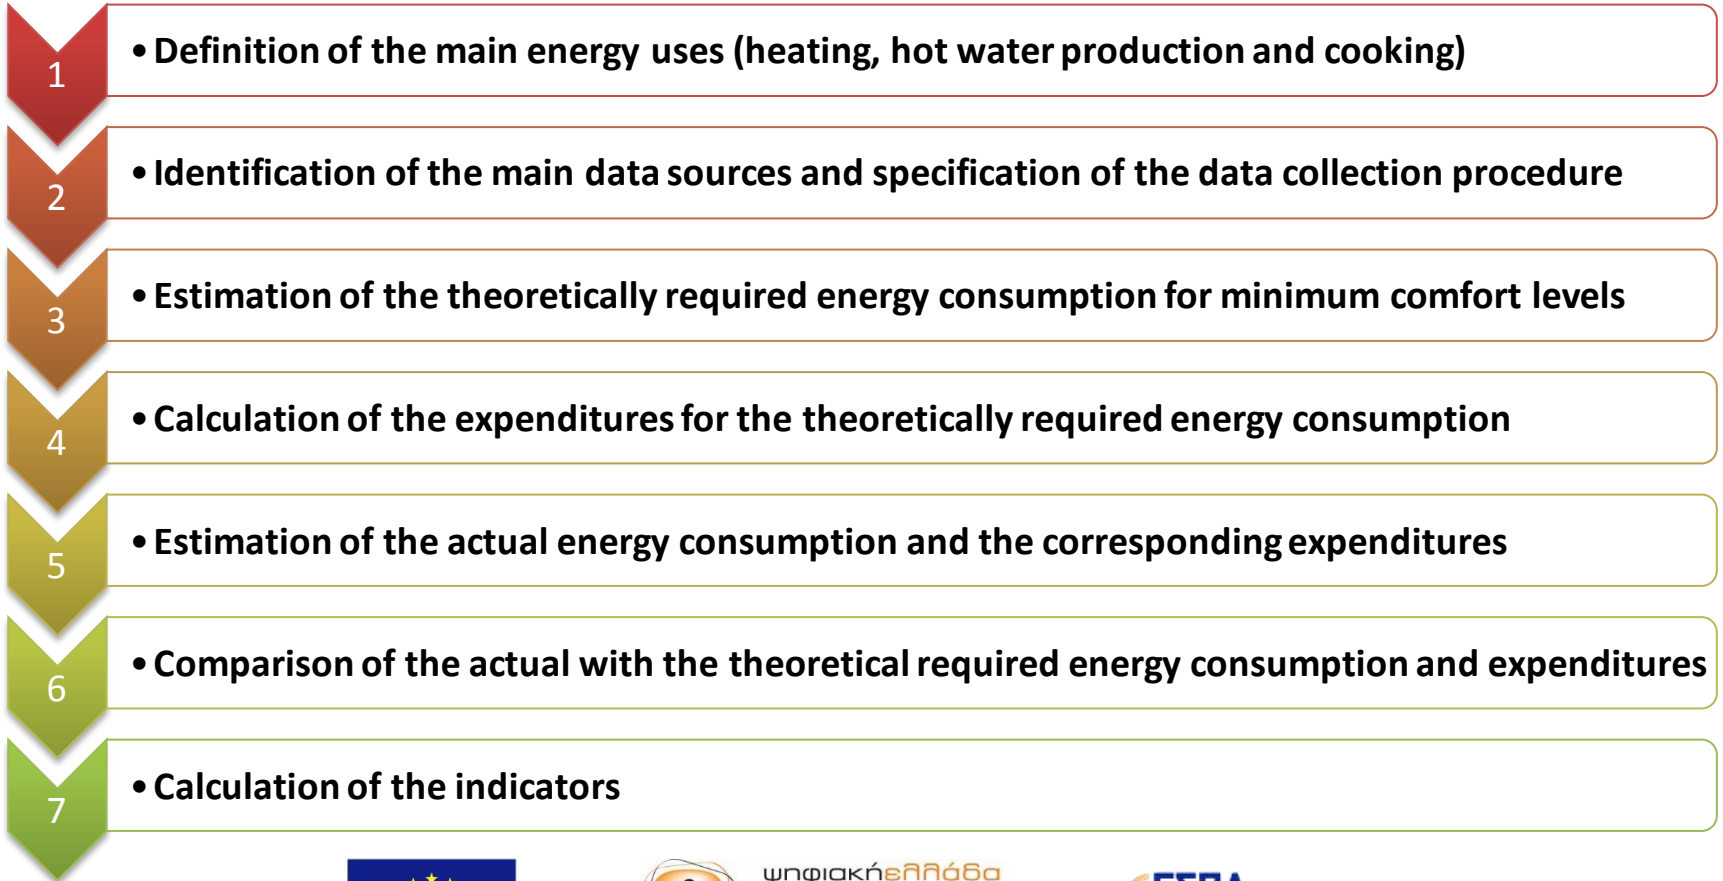 1
• Definition of the main energy uses (heating, hot water production and cooking)
2
• Identification of the main data sources and specification of the data collection procedure
3
• Estimation of the theoretically required energy consumption for minimum comfort levels
4
• Calculation of the expenditures for the theoretically required energy consumption
5
• Estimation of the actual energy consumption and the corresponding expenditures
6
• Comparison of the actual with the theoretical required energy consumption and expenditures
7
• Calculation of the indicators
ψηφιακήελλάδα
ΕΣΠΑ